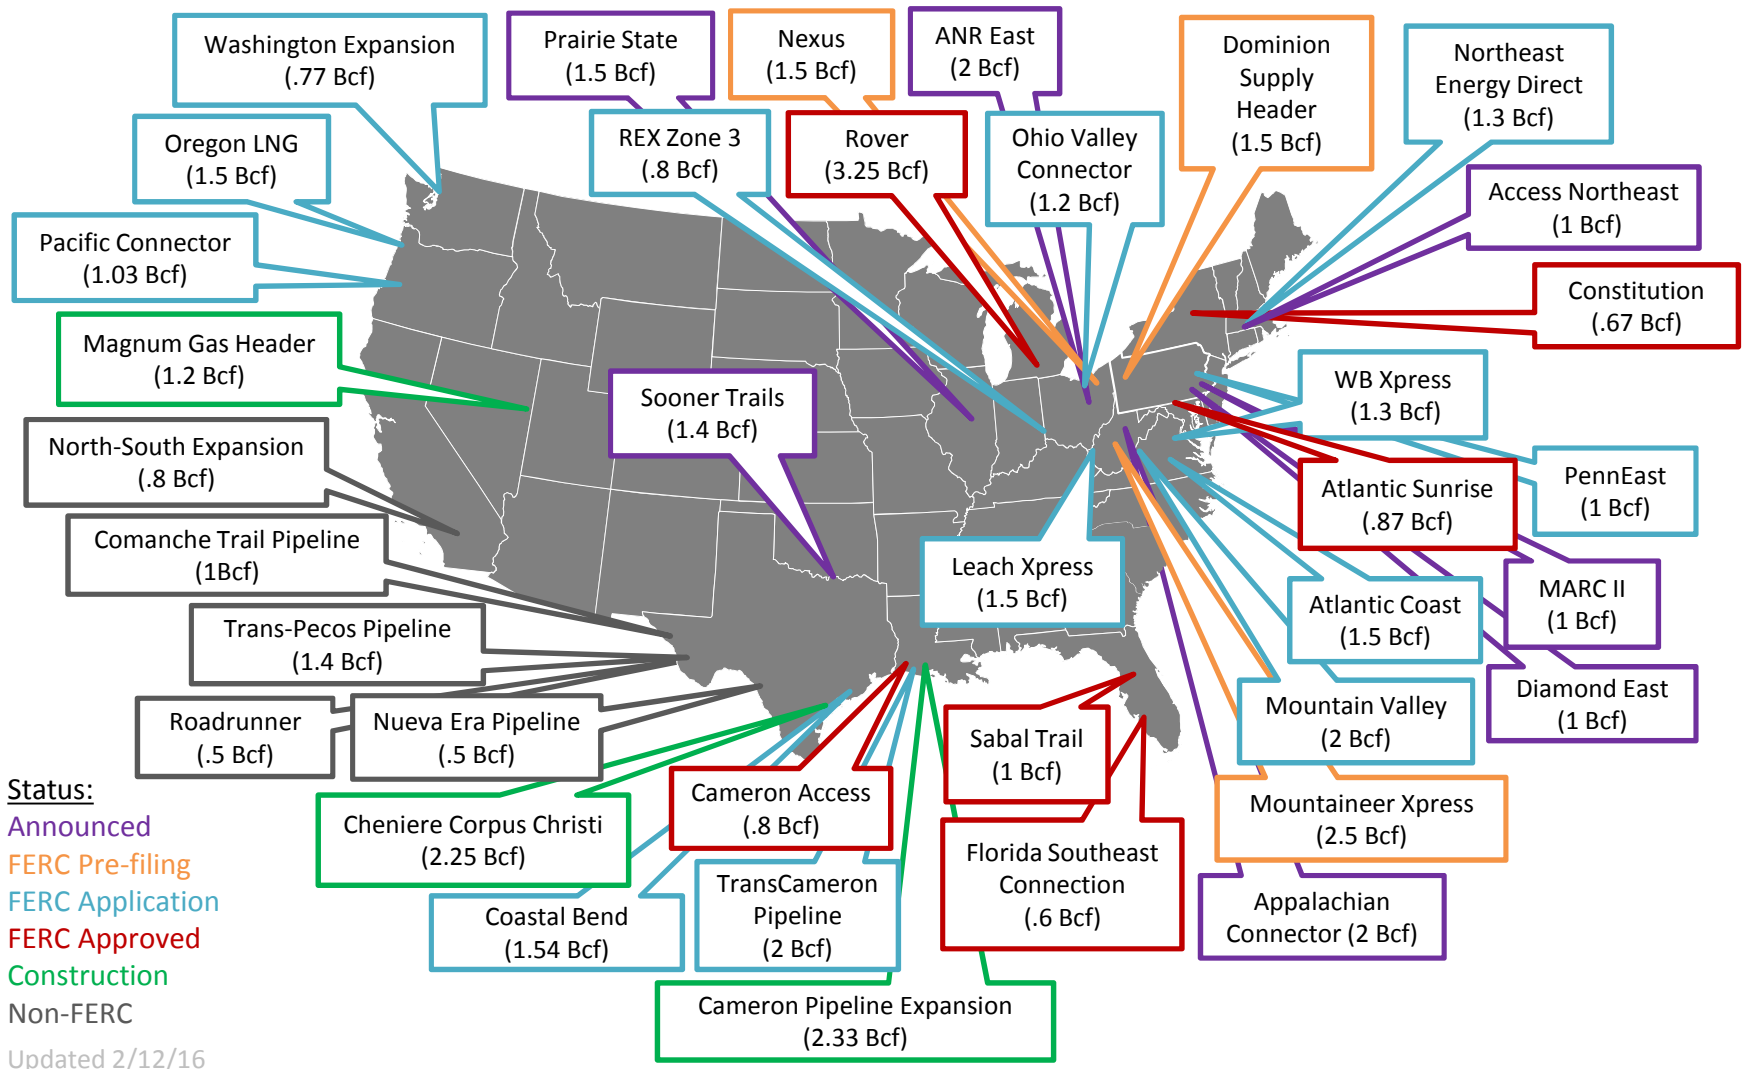 Washington Expansion
(.77 Bcf)
Prairie State
(1.5 Bcf)
Nexus
(1.5 Bcf)
ANR East
(2 Bcf)
Dominion
Supply
Header
(1.5 Bcf)
Northeast
Energy Direct
(1.3 Bcf)
Oregon LNG
(1.5 Bcf)
REX Zone 3
(.8 Bcf)
Rover
(3.25 Bcf)
Ohio Valley
Connector
(1.2 Bcf)
Access Northeast
(1 Bcf)
Pacific Connector
(1.03 Bcf)
Constitution
(.67 Bcf)
Magnum Gas Header
(1.2 Bcf)
Sooner Trails
(1.4 Bcf)
WB Xpress
(1.3 Bcf)
North-South Expansion
(.8 Bcf)
Atlantic Sunrise
(.87 Bcf)
PennEast
(1 Bcf)
Comanche Trail Pipeline
(1Bcf)
Leach Xpress
(1.5 Bcf)
Atlantic Coast
(1.5 Bcf)
MARC II
(1 Bcf)
Trans-Pecos Pipeline
(1.4 Bcf)
Roadrunner
(.5 Bcf)
Nueva Era Pipeline
(.5 Bcf)
Sabal Trail
(1 Bcf)
Mountain Valley
(2 Bcf)
Diamond East
(1 Bcf)
Cheniere Corpus Christi
(2.25 Bcf)
Cameron Access
(.8 Bcf)
Mountaineer Xpress
(2.5 Bcf)
Coastal Bend
(1.54 Bcf)
TransCameron
Pipeline
(2 Bcf)
Florida Southeast
Connection
(.6 Bcf)
Appalachian
Connector (2 Bcf)
Cameron Pipeline Expansion
(2.33 Bcf)
Status:
Announced
FERC Pre-filing
FERC Application
FERC Approved
Construction
Non-FERC
Updated 2/12/16